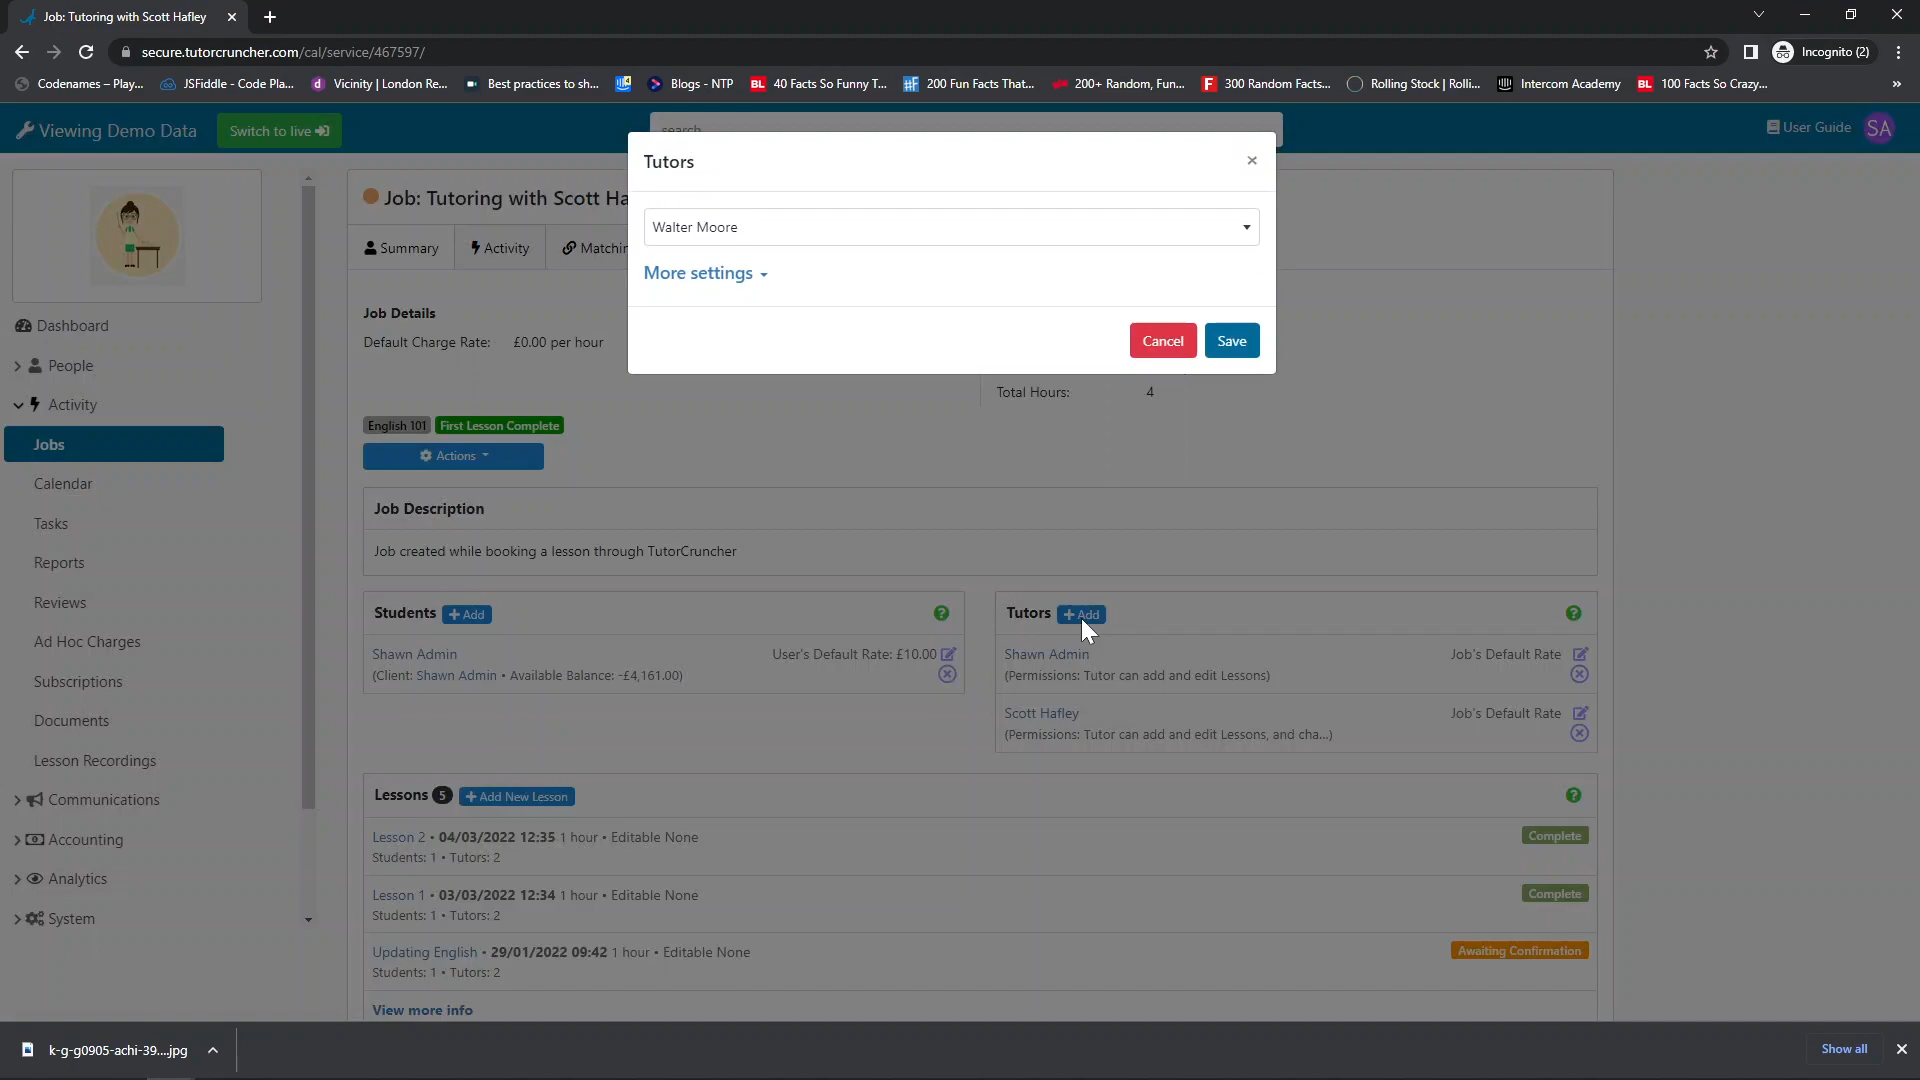 Job: Tutoring with Scott Hafley
secure.tutorcruncher.com/cal/service/467597/
Incognito (2)
Codenames – Play...
JSFiddle - Code Pla...
Vicinity | London Re...
Best practices to sh...
Blogs - NTP
BL 40 Facts So Funny T...
#F 200 Fun Facts That...
200+ Random, Fun...
F 300 Random Facts...
Rolling Stock | Rolli...
Intercom Academy
BL 100 Facts So Crazy...
»
Viewing Demo Data
Switch to live
search
User Guide
SA
Tutors
×
Walter Moore
More settings
Cancel
Save
Job: Tutoring with Scott Ha
Summary
Activity
Matchin
Job Details
Default Charge Rate: £0.00 per hour
Total Hours: 4
English 101
First Lesson Complete
Actions
Job Description
Job created while booking a lesson through TutorCruncher
Students
+ Add
?
Shawn Admin
User's Default Rate: £10.00
(Client: Shawn Admin • Available Balance: -£4,161.00)
Tutors
+ Add
?
Shawn Admin
Job's Default Rate
(Permissions: Tutor can add and edit Lessons)
Scott Hafley
Job's Default Rate
(Permissions: Tutor can add and edit Lessons, and cha...)
Lessons 5
+ Add New Lesson
?
Lesson 2 • 04/03/2022 12:35 1 hour • Editable None
Complete
Students: 1 • Tutors: 2
Lesson 1 • 03/03/2022 12:34 1 hour • Editable None
Complete
Students: 1 • Tutors: 2
Updating English • 29/01/2022 09:42 1 hour • Editable None
Awaiting Confirmation
Students: 1 • Tutors: 2
View more info
Dashboard
People
Activity
Jobs
Calendar
Tasks
Reports
Reviews
Ad Hoc Charges
Subscriptions
Documents
Lesson Recordings
Communications
Accounting
Analytics
System
k-g-g0905-achi-39....jpg
Show all